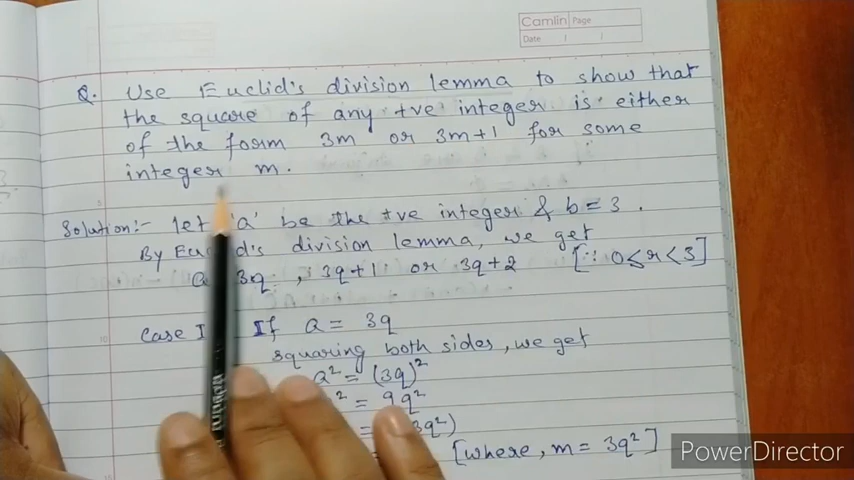 Camlin Page
Date / /
Q. Use Euclid's division lemma to show that
the square of any +ve integer is either
of the form 3m or 3m+1 for some
integer m.
Solution:- let 'a' be the +ve integer & b = 3.
By Euclid's division lemma, we get
a 3q, 3q+1 or 3q+2 [∵ 0≤r<3]
Case I If a = 3q
squaring both sides, we get
a² = (3q)²
² = 9q²
= 3q²)
[where, m = 3q²]
PowerDirector